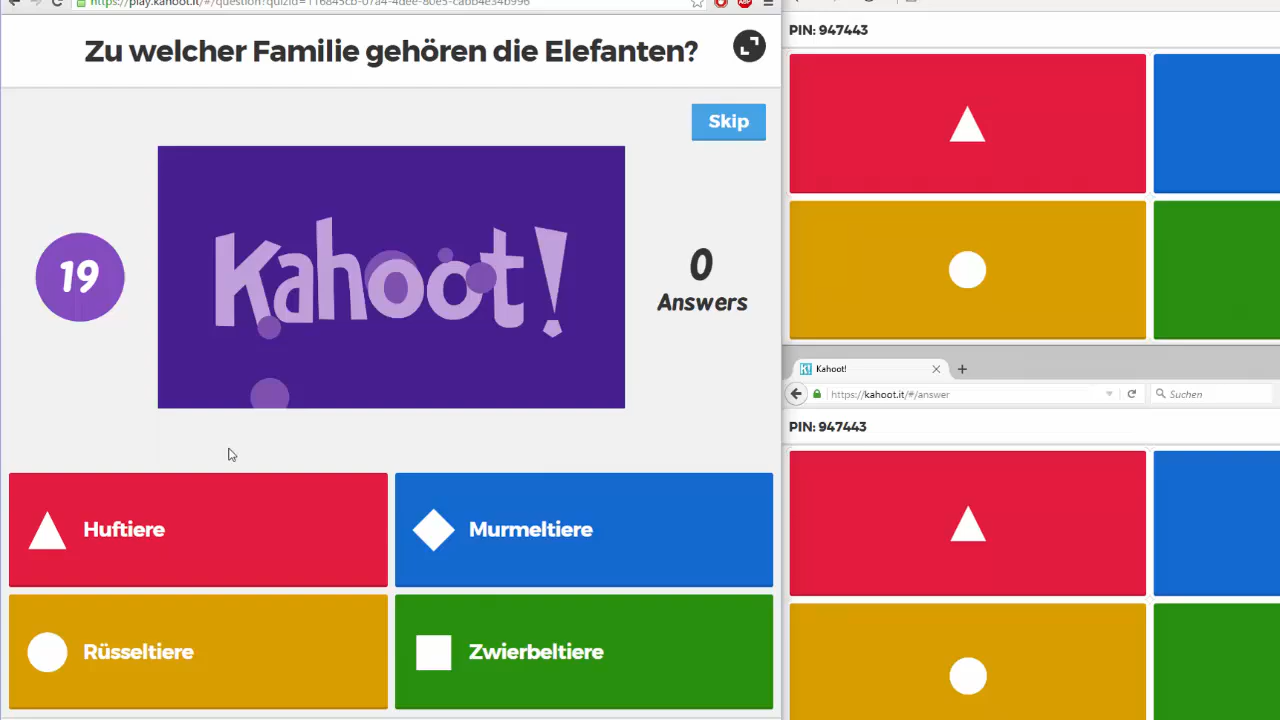 https://play.kahoot.it/#/question?quizId=116845cb-07a4-4dee-80e5-cabb4e34b996
Zu welcher Familie gehören die Elefanten?
Skip
19
Kahoot!
0
Answers
Huftiere
Murmeltiere
Rüsseltiere
Zwierbeltiere
PIN: 947443
K! Kahoot!
https://kahoot.it/#/answer
Suchen
PIN: 947443